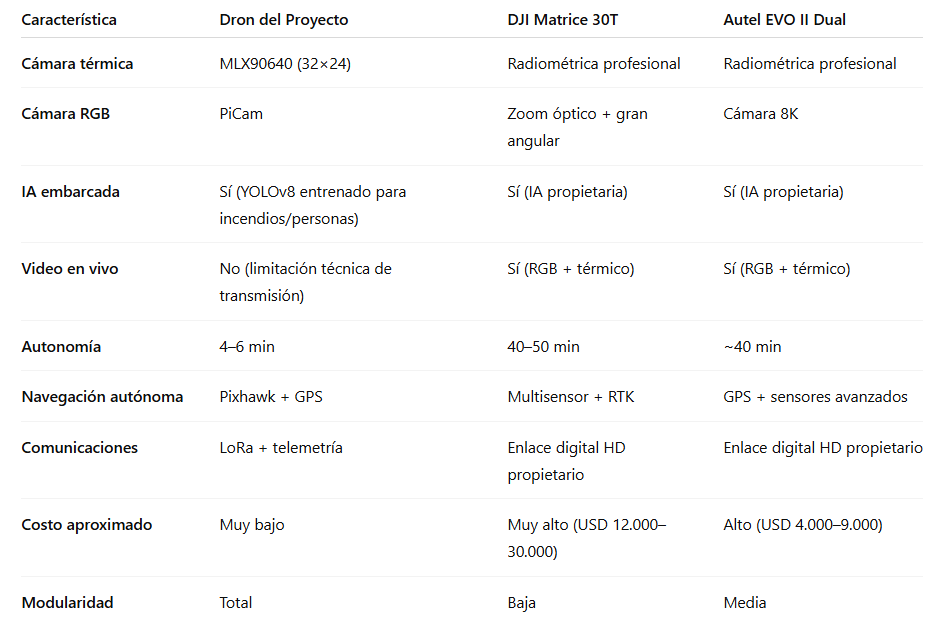 Característica Dron del Proyecto DJI Matrice 30T Autel EVO II Dual
Cámara térmica MLX90640 (32×24) Radiométrica profesional Radiométrica profesional
Cámara RGB PiCam Zoom óptico + gran Cámara 8K
angular
IA embarcada Sí (YOLOv8 entrenado para Sí (IA propietaria) Sí (IA propietaria)
incendios/personas)
Video en vivo No (limitación técnica de Sí (RGB + térmico) Sí (RGB + térmico)
transmisión)
Autonomía 4–6 min 40–50 min ~40 min
Navegación autónoma Pixhawk + GPS Multisensor + RTK GPS + sensores avanzados
Comunicaciones LoRa + telemetría Enlace digital HD Enlace digital HD propietario
propietario
Costo aproximado Muy bajo Muy alto (USD 12.000– Alto (USD 4.000–9.000)
30.000)
Modularidad Total Baja Media